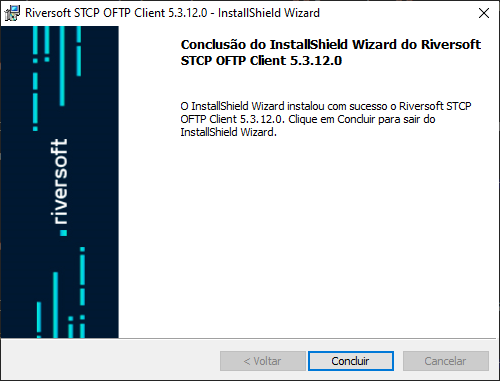 Riversoft STCP OFTP Client 5.3.12.0 - InstallShield Wizard
Conclusão do InstallShield Wizard do Riversoft
STCP OFTP Client 5.3.12.0
O InstallShield Wizard instalou com sucesso o Riversoft STCP
OFTP Client 5.3.12.0. Clique em Concluir para sair do
InstallShield Wizard.
riversoft
< Voltar
Concluir
Cancelar